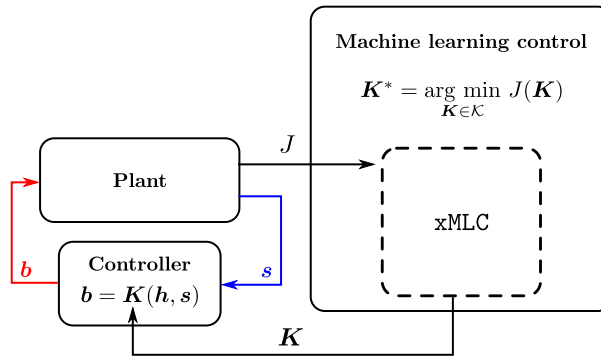 Machine learning control
K* = arg min J(K)
K∈𝒦
J
Plant
xMLC
b
s
Controller
b = K(h, s)
K